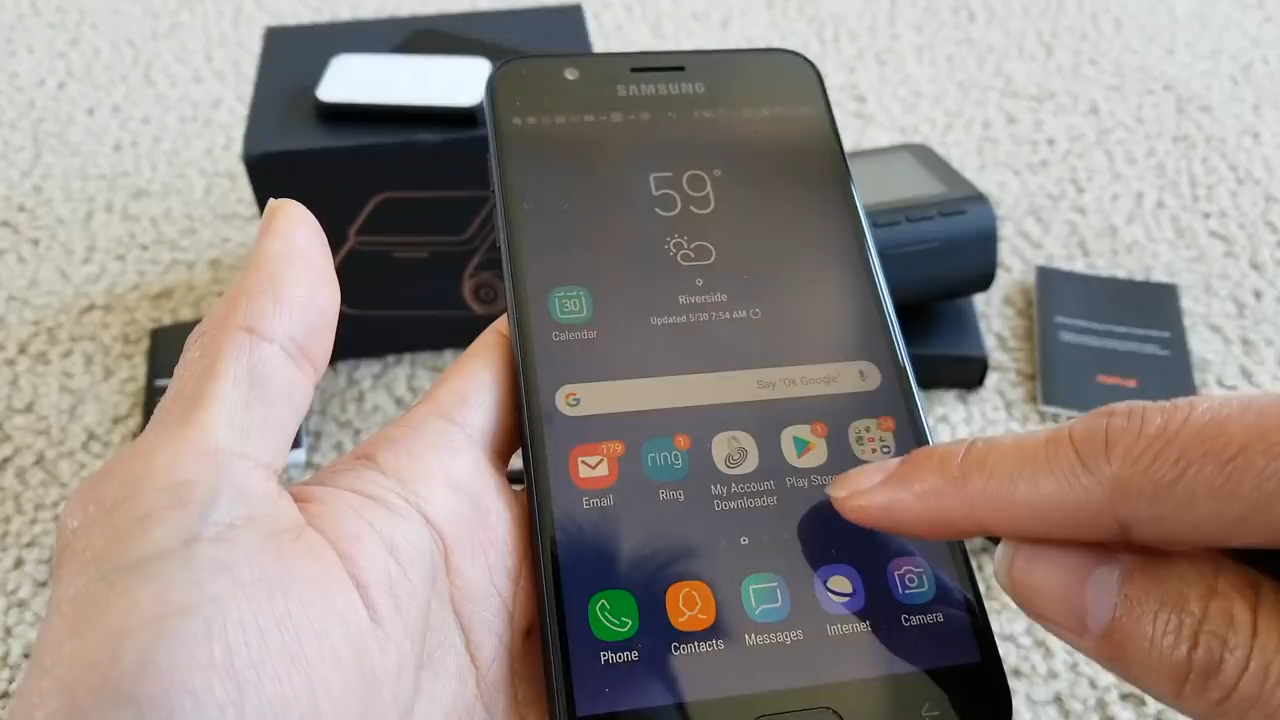 SAMSUNG
59°
Riverside
Updated 5/30 7:54 AM
30
Calendar
G
Say "Ok Google"
179
1
1
34
ring
Email
Ring
My Account
Downloader
Play Store
Phone
Contacts
Messages
Internet
Camera